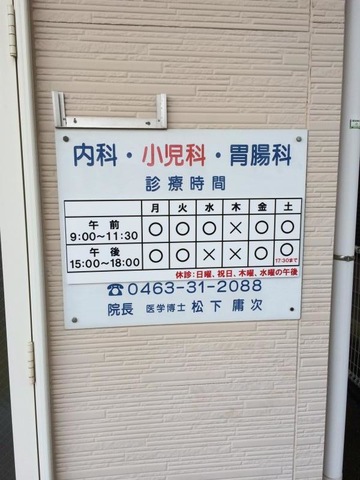 内科・小児科・胃腸科
診療時間
月 火 水 木 金 土
午前 9:00～11:30 ○ ○ ○ × ○ ○
午後 15:00～18:00 ○ ○ × × ○ ○ 17:30まで
休診:日曜、祝日、木曜、水曜の午後
☎0463-31-2088
院長 医学博士 松下 庸次